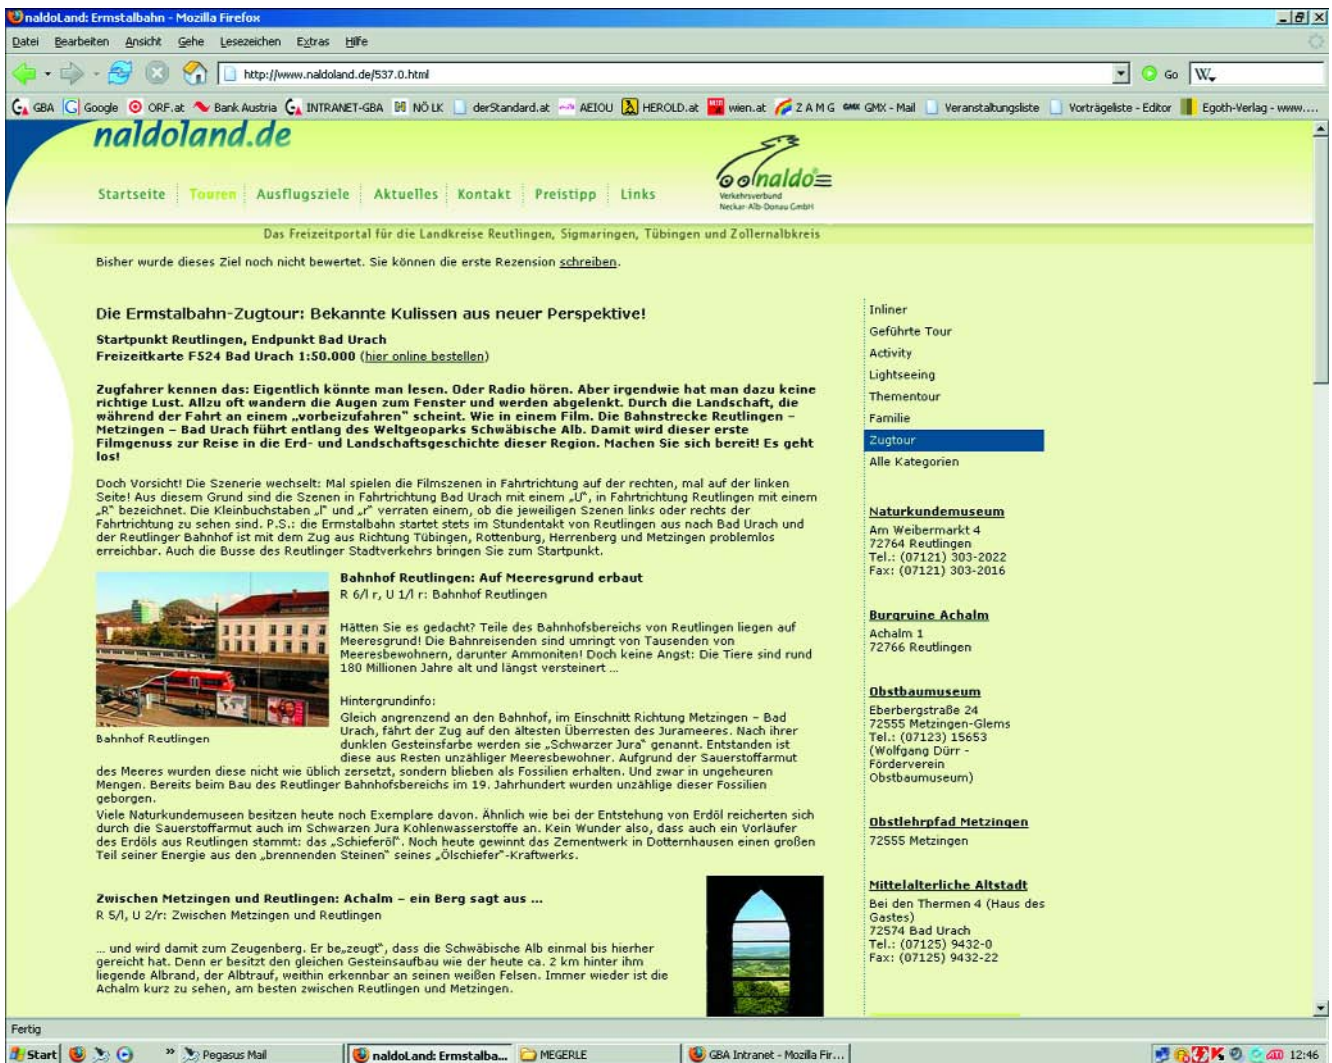 naldoLand: Ermstalbahn - Mozilla Firefox
Datei Bearbeiten Ansicht Gehe Lesezeichen Extras Hilfe
http://www.naldoland.de/537.0.html
Go
GBA Google ORF.at Bank Austria INTRANET-GBA NÖ LK derStandard.at AEIOU HEROLD.at wien.at Z A M G GMX GMX - Mail Veranstaltungsliste Vorträgeliste - Editor Egoth-Verlag - www....
naldoland.de
naldo
Verkehrsverbund
Neckar-Alb-Donau GmbH
Startseite Touren Ausflugsziele Aktuelles Kontakt Preistipp Links
Das Freizeitportal für die Landkreise Reutlingen, Sigmaringen, Tübingen und Zollernalbkreis
Bisher wurde dieses Ziel noch nicht bewertet. Sie können die erste Rezension schreiben.
Die Ermstalbahn-Zugtour: Bekannte Kulissen aus neuer Perspektive!
Startpunkt Reutlingen, Endpunkt Bad Urach
Freizeitkarte F524 Bad Urach 1:50.000 (hier online bestellen)
Zugfahrer kennen das: Eigentlich könnte man lesen. Oder Radio hören. Aber irgendwie hat man dazu keine
richtige Lust. Allzu oft wandern die Augen zum Fenster und werden abgelenkt. Durch die Landschaft, die
während der Fahrt an einem „vorbeizufahren“ scheint. Wie in einem Film. Die Bahnstrecke Reutlingen –
Metzingen – Bad Urach führt entlang des Weltgeoparks Schwäbische Alb. Damit wird dieser erste
Filmgenuss zur Reise in die Erd- und Landschaftsgeschichte dieser Region. Machen Sie sich bereit! Es geht
los!
Doch Vorsicht! Die Szenerie wechselt: Mal spielen die Filmszenen in Fahrtrichtung auf der rechten, mal auf der linken
Seite! Aus diesem Grund sind die Szenen in Fahrtrichtung Bad Urach mit einem „U“, in Fahrtrichtung Reutlingen mit einem
„R“ bezeichnet. Die Kleinbuchstaben „l“ und „r“ verraten einem, ob die jeweiligen Szenen links oder rechts der
Fahrtrichtung zu sehen sind. P.S.: die Ermstalbahn startet stets im Stundentakt von Reutlingen aus nach Bad Urach und
der Reutlinger Bahnhof ist mit dem Zug aus Richtung Tübingen, Rottenburg, Herrenberg und Metzingen problemlos
erreichbar. Auch die Busse des Reutlinger Stadtverkehrs bringen Sie zum Startpunkt.
Bahnhof Reutlingen: Auf Meeresgrund erbaut
R 6/l r, U 1/l r: Bahnhof Reutlingen
Hätten Sie es gedacht? Teile des Bahnhofsbereichs von Reutlingen liegen auf
Meeresgrund! Die Bahnreisenden sind umringt von Tausenden von
Meeresbewohnern, darunter Ammoniten! Doch keine Angst: Die Tiere sind rund
180 Millionen Jahre alt und längst versteinert ...
Bahnhof Reutlingen
Hintergrundinfo:
Gleich angrenzend an den Bahnhof, im Einschnitt Richtung Metzingen – Bad
Urach, fährt der Zug auf den ältesten Überresten des Jurameeres. Nach ihrer
dunklen Gesteinsfarbe werden sie „Schwarzer Jura“ genannt. Entstanden ist
diese aus Resten unzähliger Meeresbewohner. Aufgrund der Sauerstoffarmut
des Meeres wurden diese nicht wie üblich zersetzt, sondern blieben als Fossilien erhalten. Und zwar in ungeheuren
Mengen. Bereits beim Bau des Reutlinger Bahnhofsbereichs im 19. Jahrhundert wurden unzählige dieser Fossilien
geborgen.
Viele Naturkundemuseen besitzen heute noch Exemplare davon. Ähnlich wie bei der Entstehung von Erdöl reicherten sich
durch die Sauerstoffarmut auch im Schwarzen Jura Kohlenwasserstoffe an. Kein Wunder also, dass auch ein Vorläufer
des Erdöls aus Reutlingen stammt: das „Schieferöl“. Noch heute gewinnt das Zementwerk in Dotternhausen einen großen
Teil seiner Energie aus den „brennenden Steinen“ seines „Ölschiefer“-Kraftwerks.
Zwischen Metzingen und Reutlingen: Achalm – ein Berg sagt aus ...
R 5/l, U 2/r: Zwischen Metzingen und Reutlingen
... und wird damit zum Zeugenberg. Er be„zeugt“, dass die Schwäbische Alb einmal bis hierher
gereicht hat. Denn er besitzt den gleichen Gesteinsaufbau wie der heute ca. 2 km hinter ihm
liegende Albrand, der Albtrauf, weithin erkennbar an seinen weißen Felsen. Immer wieder ist die
Achalm kurz zu sehen, am besten zwischen Reutlingen und Metzingen.
Inliner
Geführte Tour
Activity
Lightseeing
Thementour
Familie
Zugtour
Alle Kategorien
Naturkundemuseum
Am Weibermarkt 4
72764 Reutlingen
Tel.: (07121) 303-2022
Fax: (07121) 303-2016
Burgruine Achalm
Achalm 1
72766 Reutlingen
Obstbaumuseum
Eberbergstraße 24
72555 Metzingen-Glems
Tel.: (07123) 15653
(Wolfgang Dürr -
Förderverein
Obstbaumuseum)
Obstlehrpfad Metzingen
72555 Metzingen
Mittelalterliche Altstadt
Bei den Thermen 4 (Haus des
Gastes)
72574 Bad Urach
Tel.: (07125) 9432-0
Fax: (07125) 9432-22
Fertig
Start » Pegasus Mail naldoLand: Ermstalba... MEGERLE GBA Intranet - Mozilla Fir... 12:46